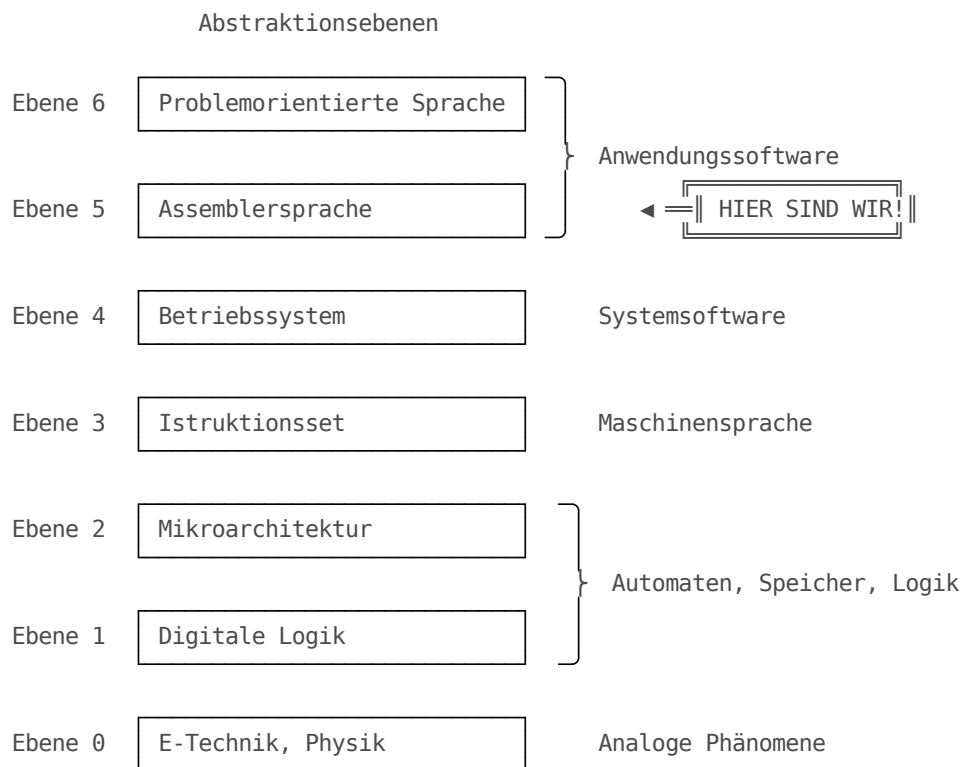 Abstraktionsebenen
Ebene 6 Problemorientierte Sprache
Anwendungssoftware
Ebene 5 Assemblersprache HIER SIND WIR!
Ebene 4 Betriebssystem Systemsoftware
Ebene 3 Istruktionsset Maschinensprache
Ebene 2 Mikroarchitektur
Automaten, Speicher, Logik
Ebene 1 Digitale Logik
Ebene 0 E-Technik, Physik Analoge Phänomene